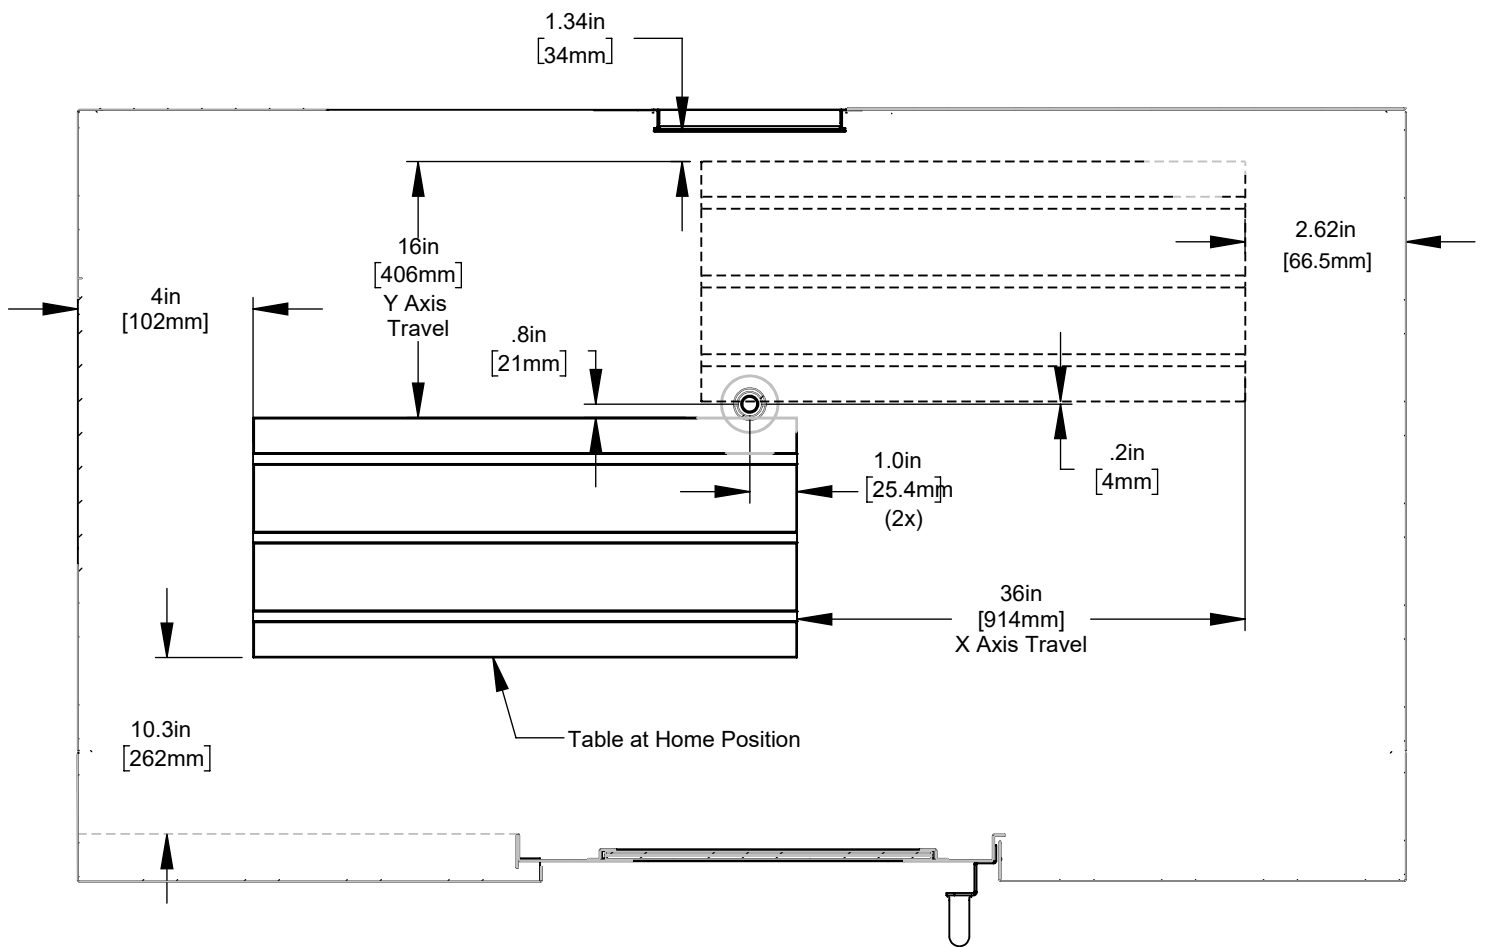 1.34in
[34mm]
16in
[406mm]
Y Axis
Travel
2.62in
[66.5mm]
4in
[102mm]
.8in
[21mm]
1.0in
[25.4mm]
(2x)
.2in
[4mm]
36in
[914mm]
X Axis Travel
10.3in
[262mm]
Table at Home Position